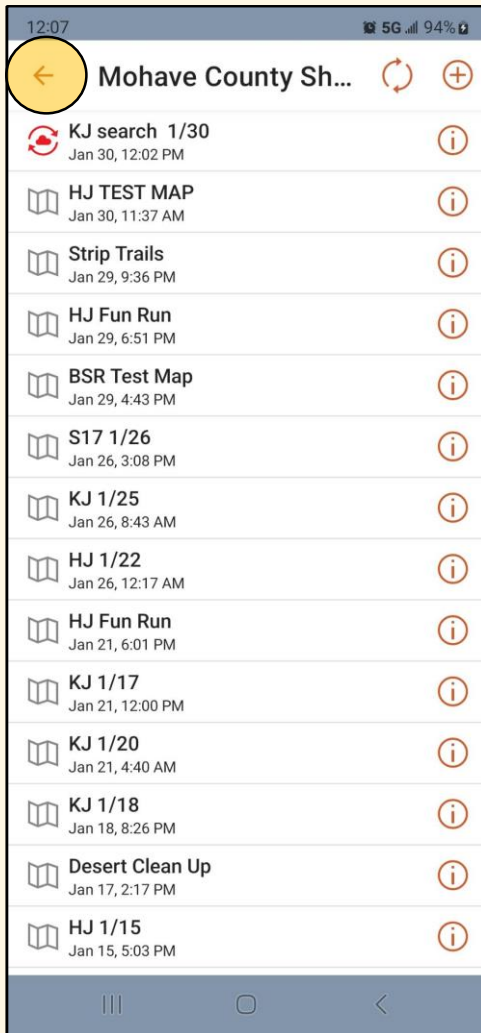 12:07 5G 94%
Mohave County Sh...
KJ search 1/30
Jan 30, 12:02 PM
HJ TEST MAP
Jan 30, 11:37 AM
Strip Trails
Jan 29, 9:36 PM
HJ Fun Run
Jan 29, 6:51 PM
BSR Test Map
Jan 29, 4:43 PM
S17 1/26
Jan 26, 3:08 PM
KJ 1/25
Jan 26, 8:43 AM
HJ 1/22
Jan 26, 12:17 AM
HJ Fun Run
Jan 21, 6:01 PM
KJ 1/17
Jan 21, 12:00 PM
KJ 1/20
Jan 21, 4:40 AM
KJ 1/18
Jan 18, 8:26 PM
Desert Clean Up
Jan 17, 2:17 PM
HJ 1/15
Jan 15, 5:03 PM